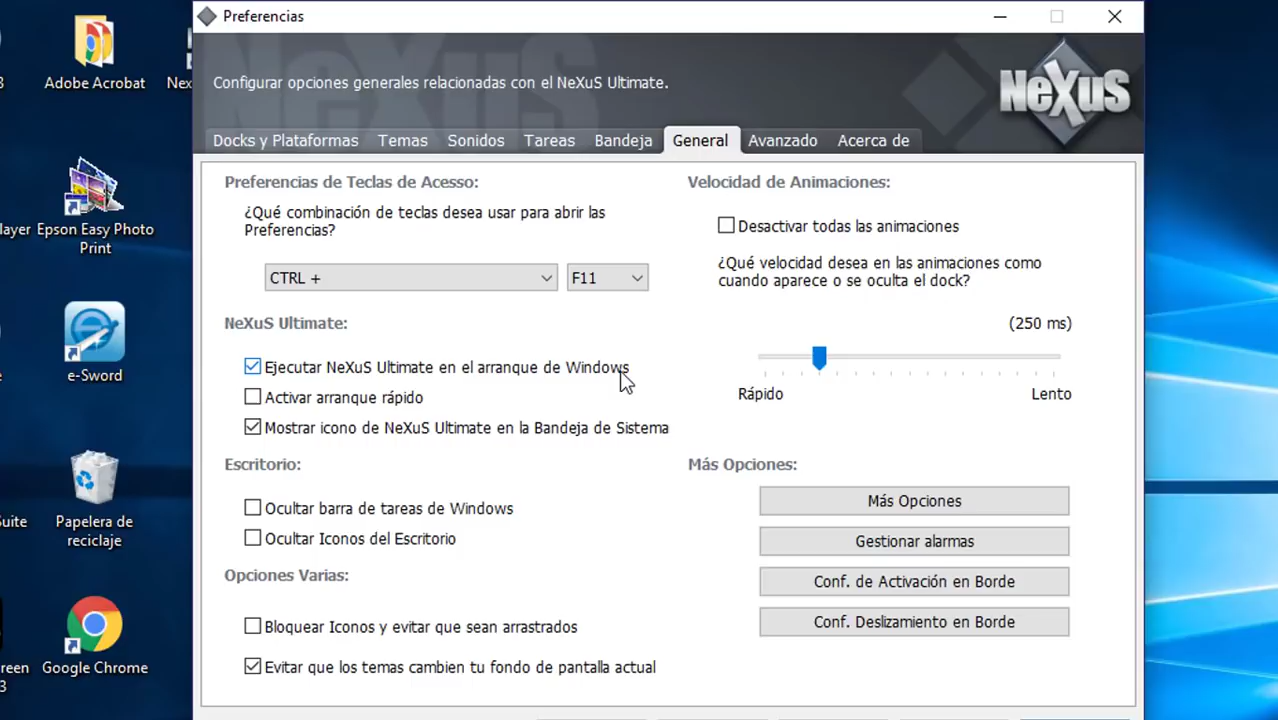 Preferencias
Configurar opciones generales relacionadas con el NeXuS Ultimate.
NeXuS
Docks y Plataformas Temas Sonidos Tareas Bandeja General Avanzado Acerca de
Preferencias de Teclas de Acesso:
¿Qué combinación de teclas desea usar para abrir las
Preferencias?
CTRL + F11
NeXuS Ultimate:
Ejecutar NeXuS Ultimate en el arranque de Windows
Activar arranque rápido
Mostrar icono de NeXuS Ultimate en la Bandeja de Sistema
Escritorio:
Ocultar barra de tareas de Windows
Ocultar Iconos del Escritorio
Opciones Varias:
Bloquear Iconos y evitar que sean arrastrados
Evitar que los temas cambien tu fondo de pantalla actual
Velocidad de Animaciones:
Desactivar todas las animaciones
¿Qué velocidad desea en las animaciones como
cuando aparece o se oculta el dock?
(250 ms)
Rápido Lento
Más Opciones:
Más Opciones
Gestionar alarmas
Conf. de Activación en Borde
Conf. Deslizamiento en Borde
Adobe Acrobat
Nex
layer
Epson Easy Photo
Print
e-Sword
Suite
Papelera de
reciclaje
reen
3
Google Chrome